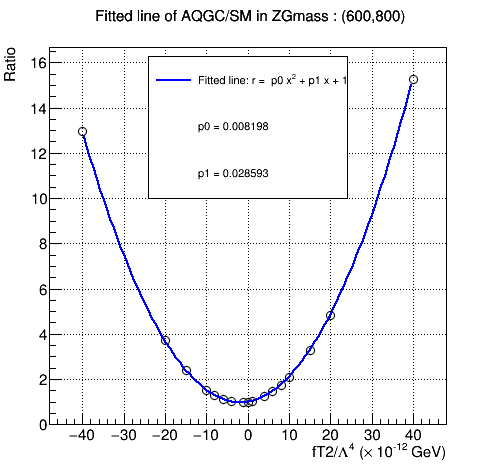 Fitted line of AQGC/SM in ZGmass : (600,800)
Ratio
Fitted line: r = p0 x² + p1 x + 1
p0 = 0.008198
p1 = 0.028593
16
14
12
10
8
6
4
2
0
−40 −30 −20 −10 0 10 20 30 40
fT2/Λ⁴ (× 10⁻¹² GeV)